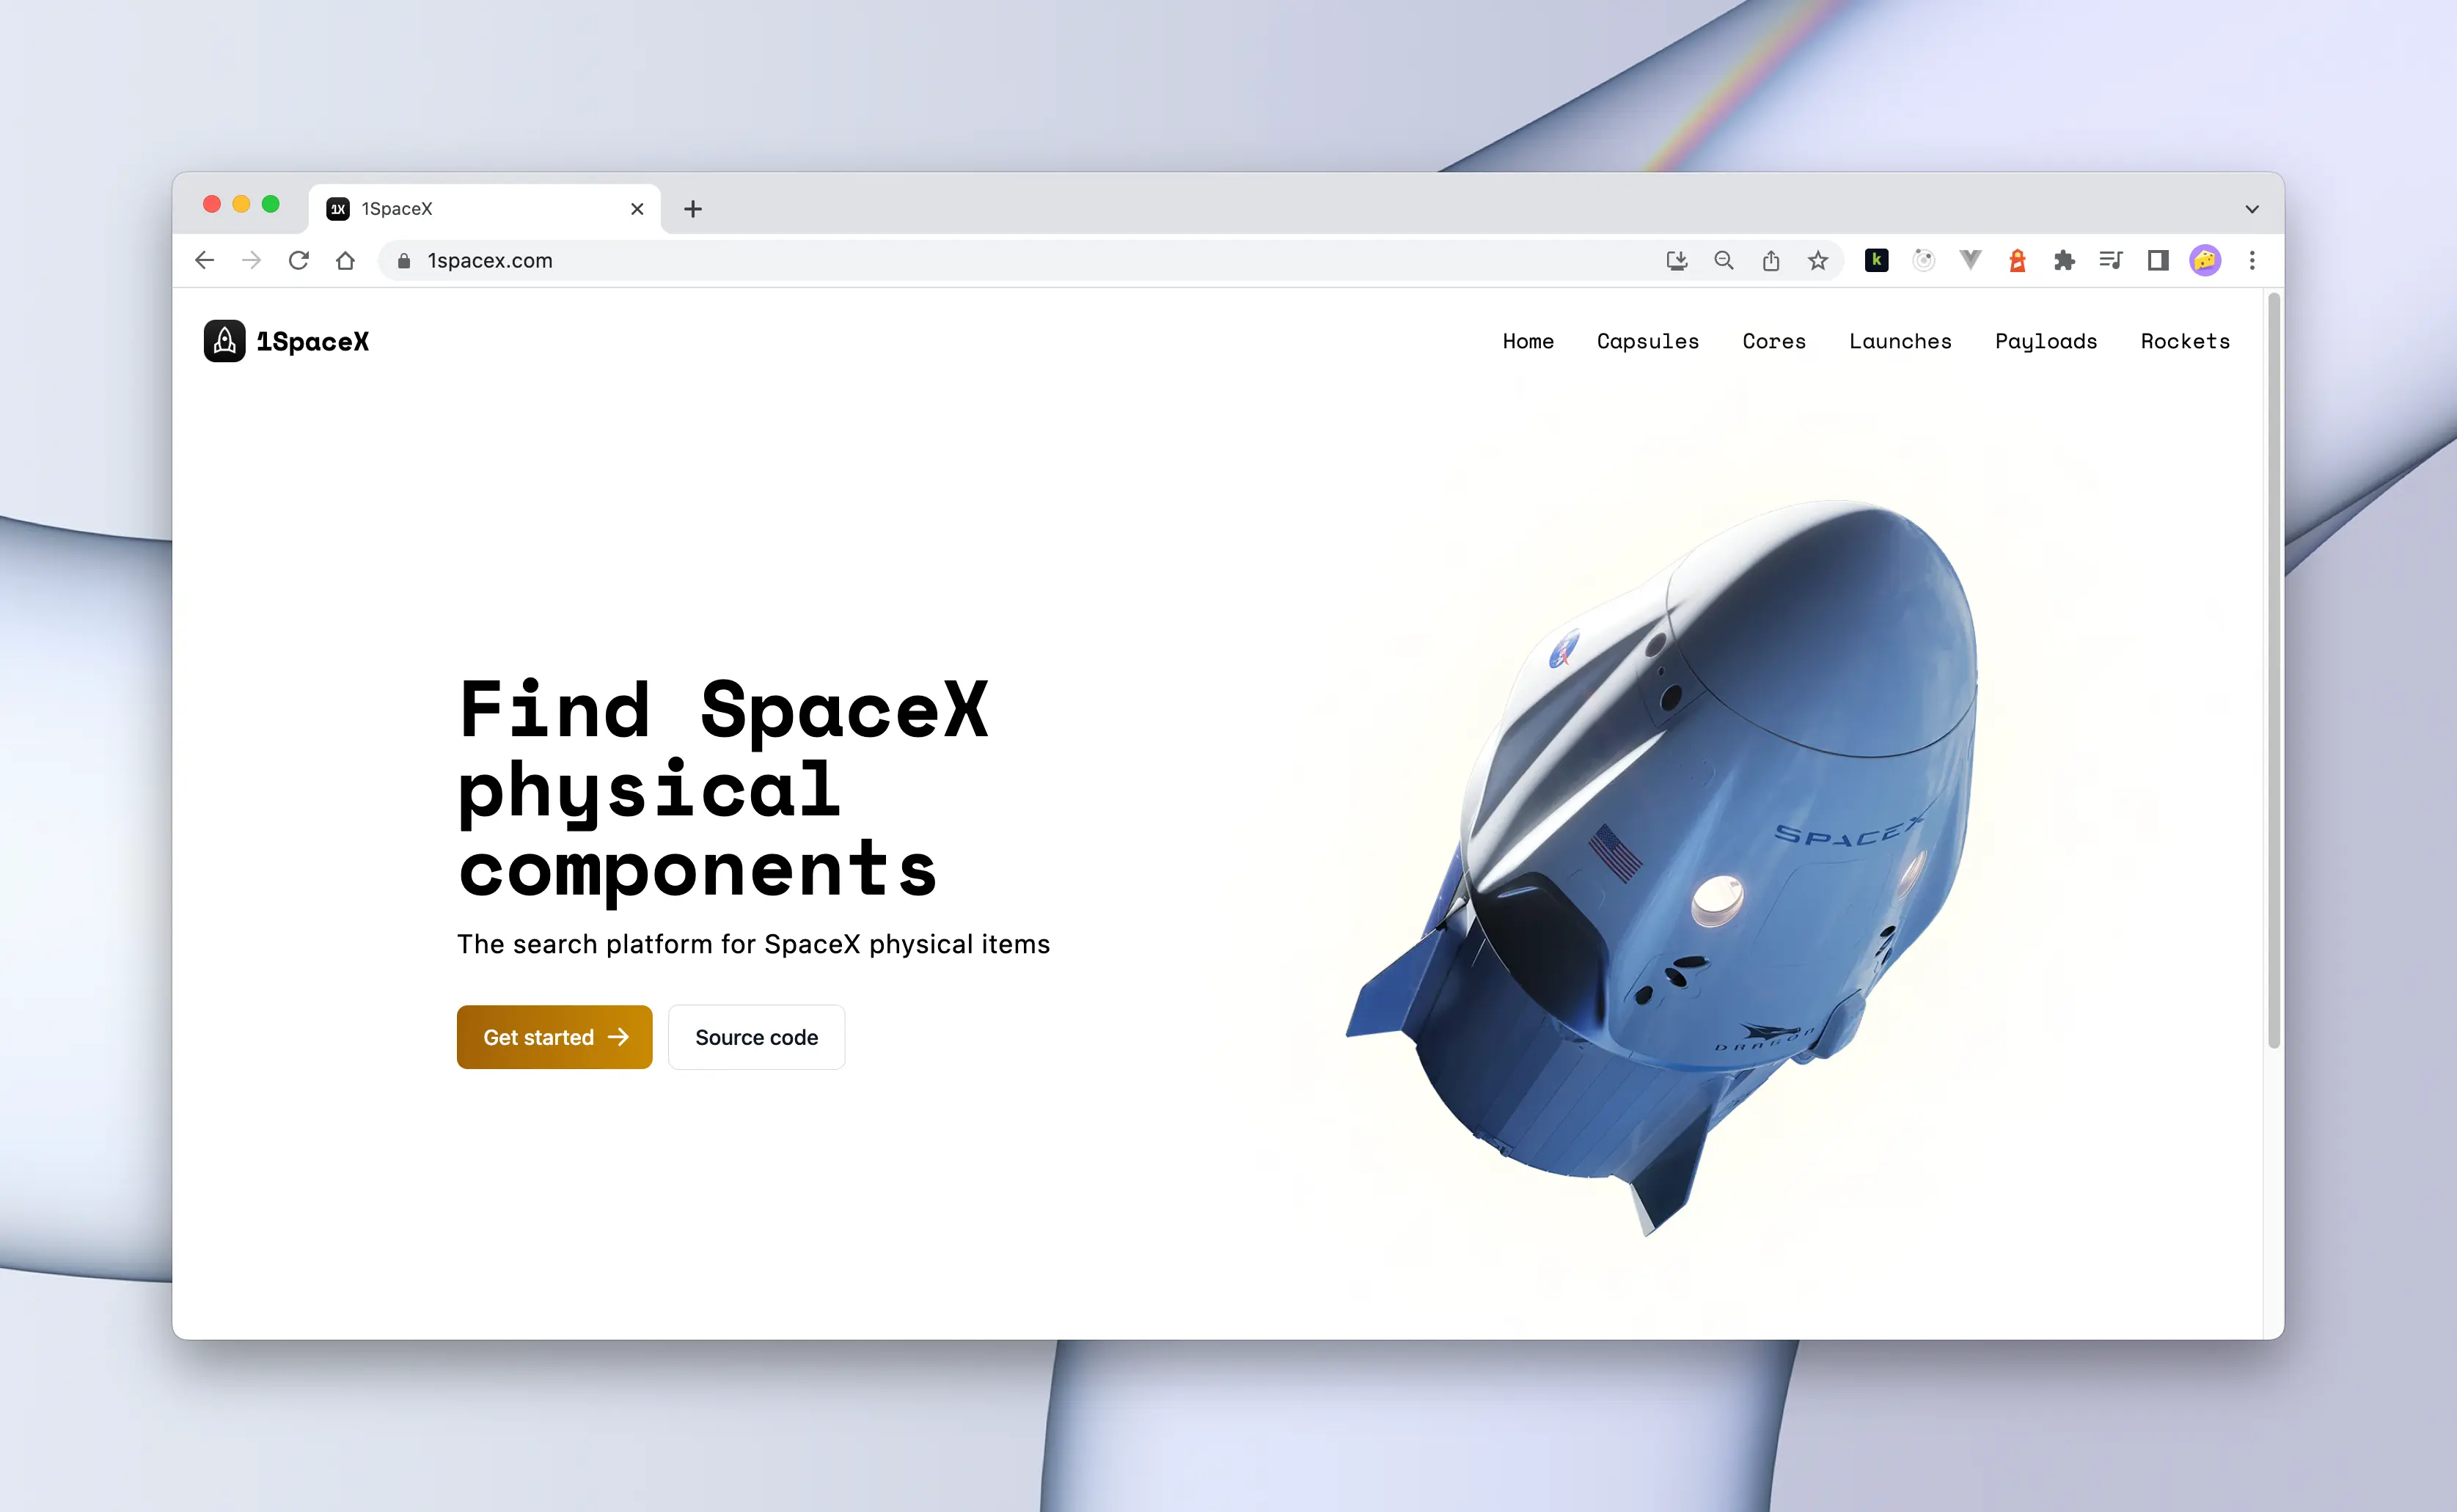 1X 1SpaceX
1spacex.com
k
1SpaceX
Home Capsules Cores Launches Payloads Rockets
Find SpaceX
physical
components
The search platform for SpaceX physical items
Get started
Source code
SPACEX
DRAGON